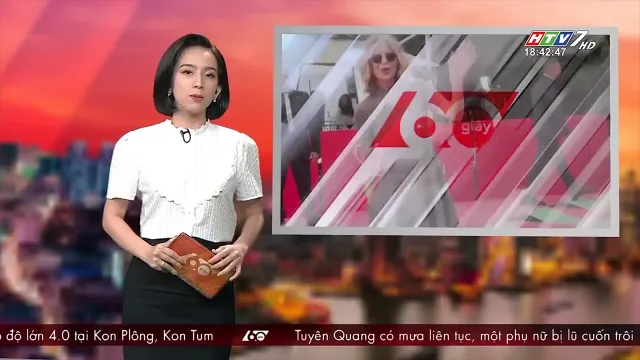 HTV7 HD
18:42:47
60 giây
ộ độ lớn 4.0 tại Kon Plông, Kon Tum 60 Tuyên Quang có mưa liên tục, một phụ nữ bị lũ cuốn trôi